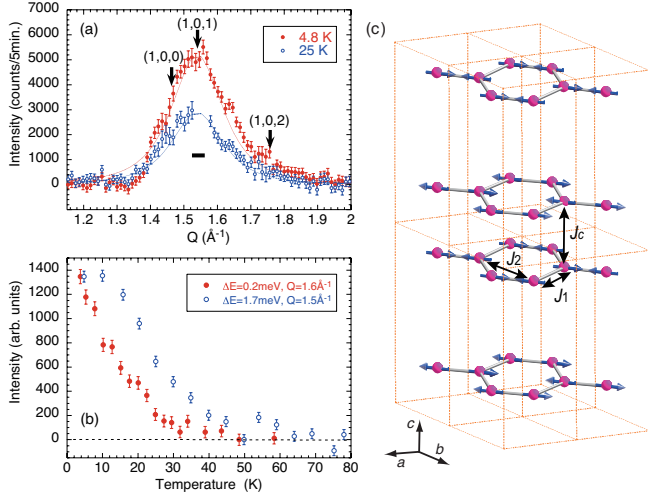 (a)
(1,0,1)
(1,0,0)
(1,0,2)
4.8 K
25 K
Intensity (counts/5min.)
7000
6000
5000
4000
3000
2000
1000
0
1.2 1.3 1.4 1.5 1.6 1.7 1.8 1.9 2
Q (Å⁻¹)
(b)
ΔE=0.2meV, Q=1.6Å⁻¹
ΔE=1.7meV, Q=1.5Å⁻¹
Intensity (arb. units)
1400
1200
1000
800
600
400
200
0
0 10 20 30 40 50 60 70 80
Temperature (K)
(c)
Jc
J2
J1
c
a
b